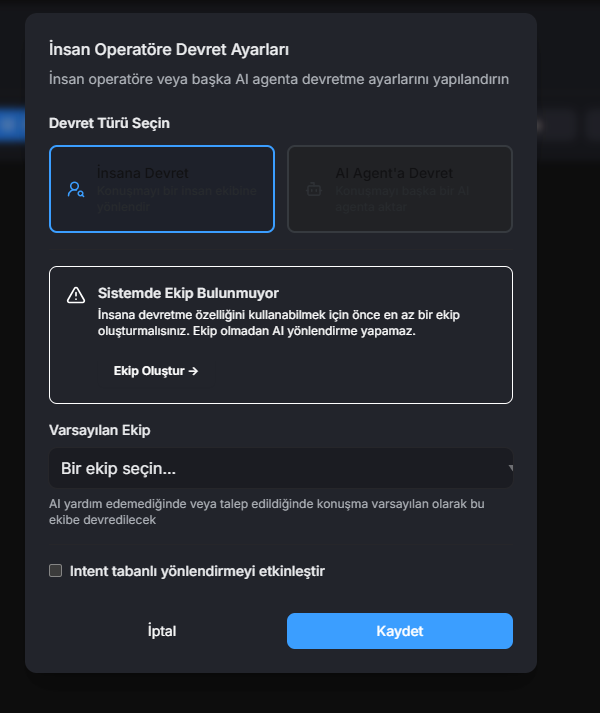 İnsan Operatöre Devret Ayarları
İnsan operatöre veya başka AI agenta devretme ayarlarını yapılandırın
Devret Türü Seçin
İnsana Devret
Konuşmayı bir insan ekibine
yönlendir
AI Agent'a Devret
Konuşmayı başka bir AI
agenta aktar
Sistemde Ekip Bulunmuyor
İnsana devretme özelliğini kullanabilmek için önce en az bir ekip
oluşturmalısınız. Ekip olmadan AI yönlendirme yapamaz.
Ekip Oluştur →
Varsayılan Ekip
Bir ekip seçin...
AI yardım edemediğinde veya talep edildiğinde konuşma varsayılan olarak bu
ekibe devredilecek
Intent tabanlı yönlendirmeyi etkinleştir
İptal
Kaydet